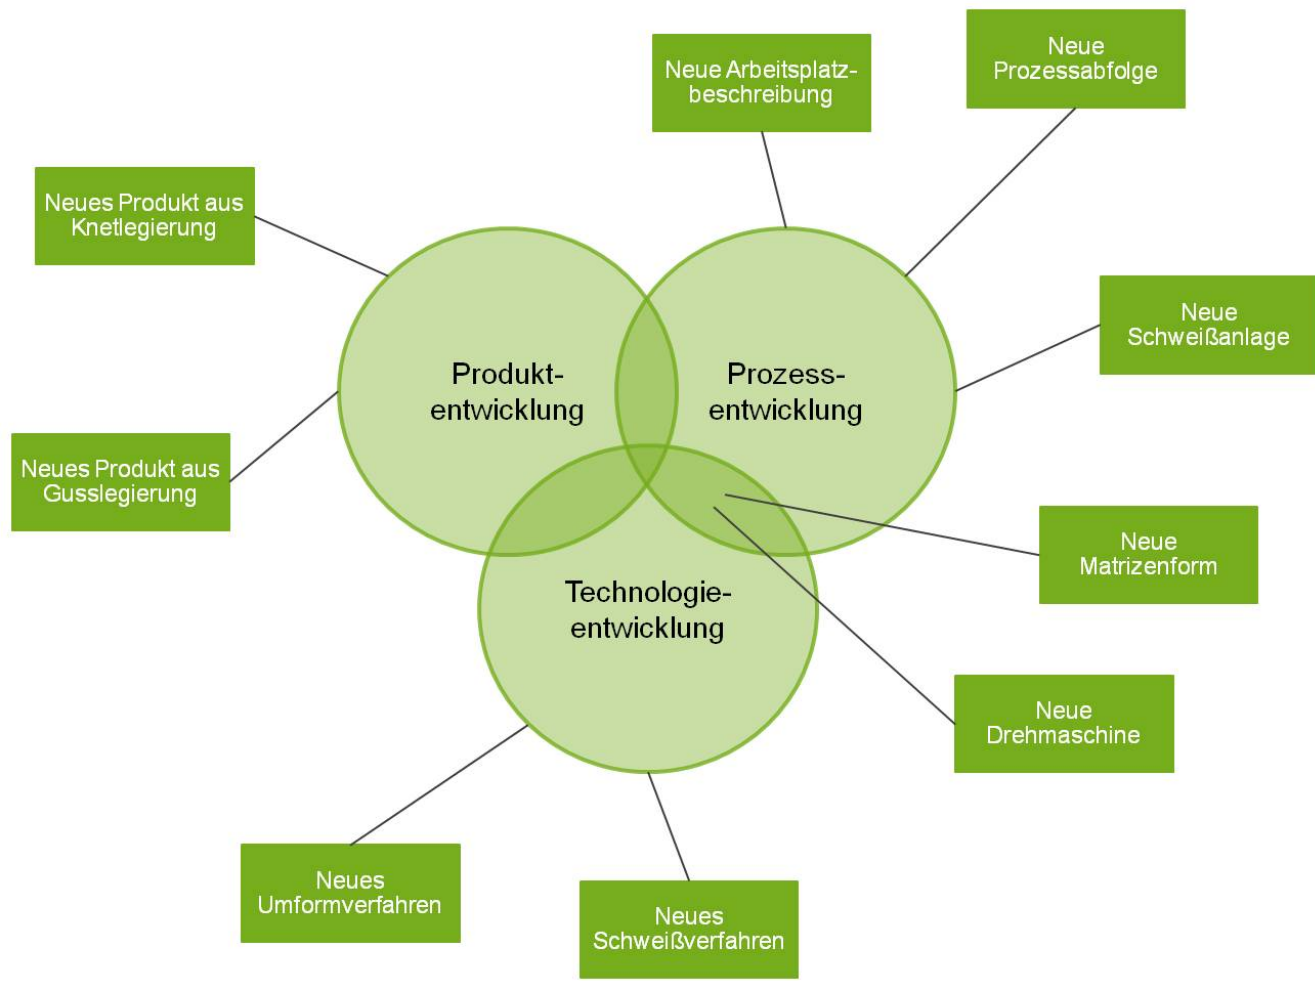 Neue Arbeitsplatz-
beschreibung
Neue
Prozessabfolge
Neues Produkt aus
Knetlegierung
Neue
Schweißanlage
Produkt-
entwicklung
Prozess-
entwicklung
Neues Produkt aus
Gusslegierung
Neue
Matrizenform
Technologie-
entwicklung
Neue
Drehmaschine
Neues
Umformverfahren
Neues
Schweißverfahren